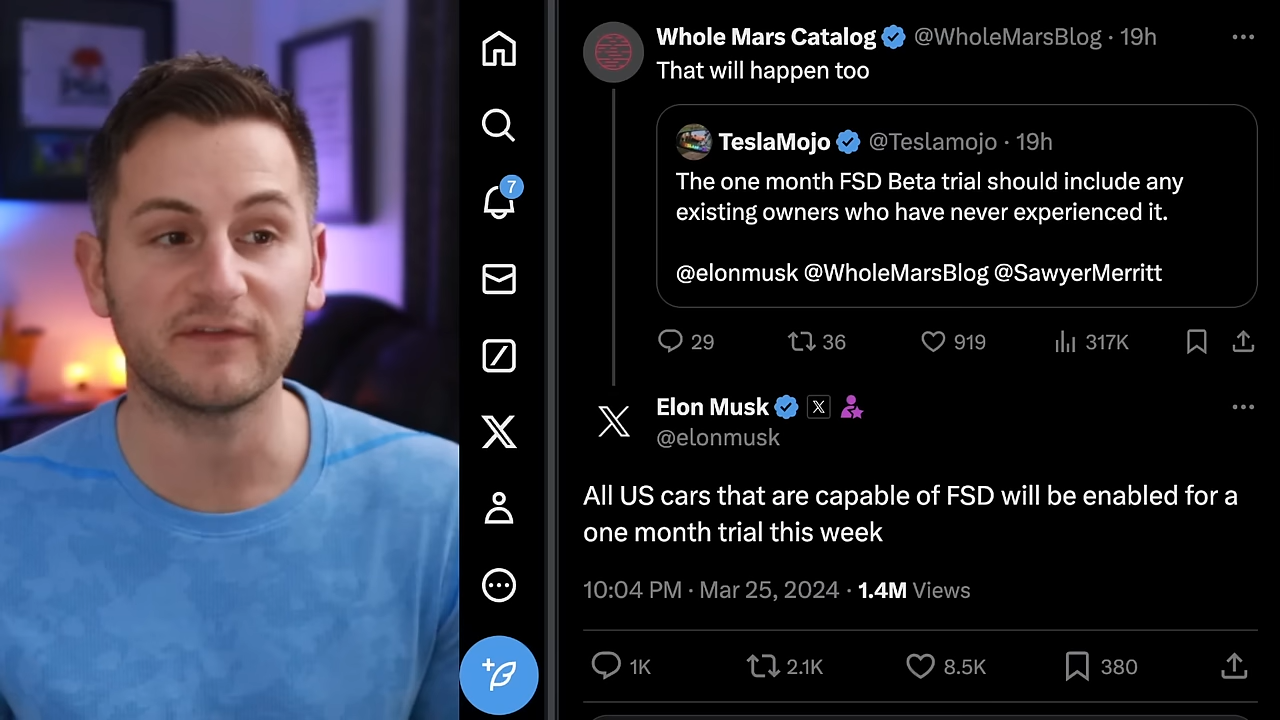 Whole Mars Catalog @WholeMarsBlog · 19h
That will happen too
TeslaMojo @Teslamojo · 19h
The one month FSD Beta trial should include any
existing owners who have never experienced it.
@elonmusk @WholeMarsBlog @SawyerMerritt
7
29 36 919 317K
Elon Musk
@elonmusk
All US cars that are capable of FSD will be enabled for a
one month trial this week
10:04 PM · Mar 25, 2024 · 1.4M Views
1K 2.1K 8.5K 380